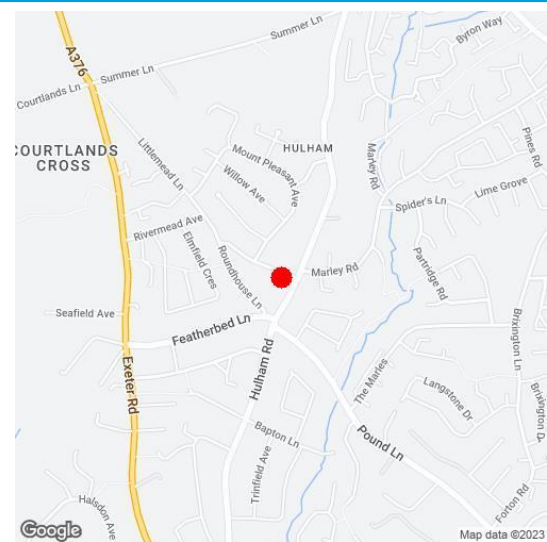 Summer Ln
Byron Way
A376
Courtlands Ln
Summer Ln
COURTLANDS
CROSS
Littlemead Ln
Mount Pleasant Ave
HULHAM
Marley Rd
Pines Rd
Willow Ave
Lime Grove
Spider's Ln
Rivermead Ave
Elmfield Cres
Roundhouse Ln
Marley Rd
Partridge Rd
Seafield Ave
Featherbed Ln
Brixington Ln
Exeter Rd
Hulham Rd
The Marles
Langstone Dr
Brixington D
Bapton Ln
Pound Ln
Trinfield Ave
Halsdon Ave
Forton Rd
Google
Map data ©2023